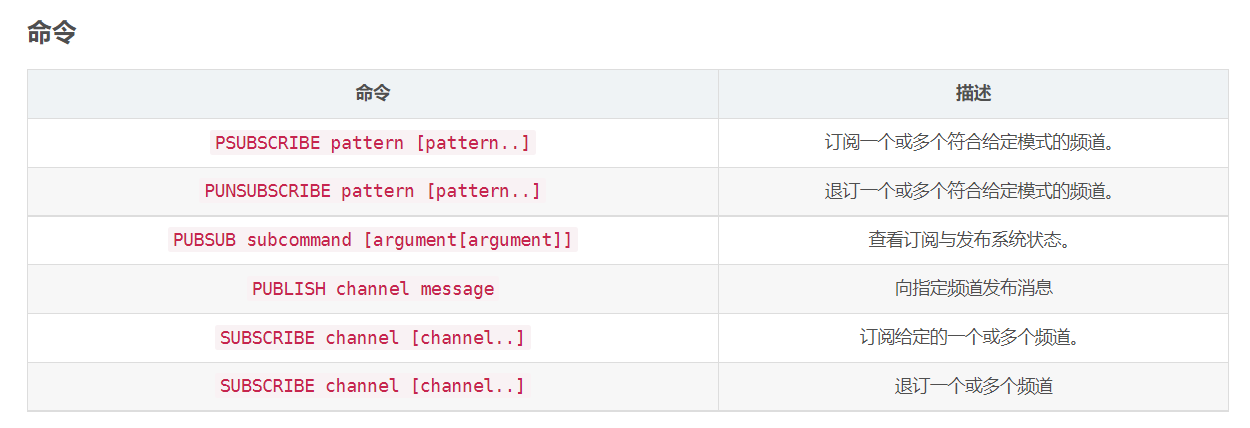 命令
命令 描述
PSUBSCRIBE pattern [pattern..] 订阅一个或多个符合给定模式的频道。
PUNSUBSCRIBE pattern [pattern..] 退订一个或多个符合给定模式的频道。
PUBSUB subcommand [argument[argument]] 查看订阅与发布系统状态。
PUBLISH channel message 向指定频道发布消息
SUBSCRIBE channel [channel..] 订阅给定的一个或多个频道。
SUBSCRIBE channel [channel..] 退订一个或多个频道